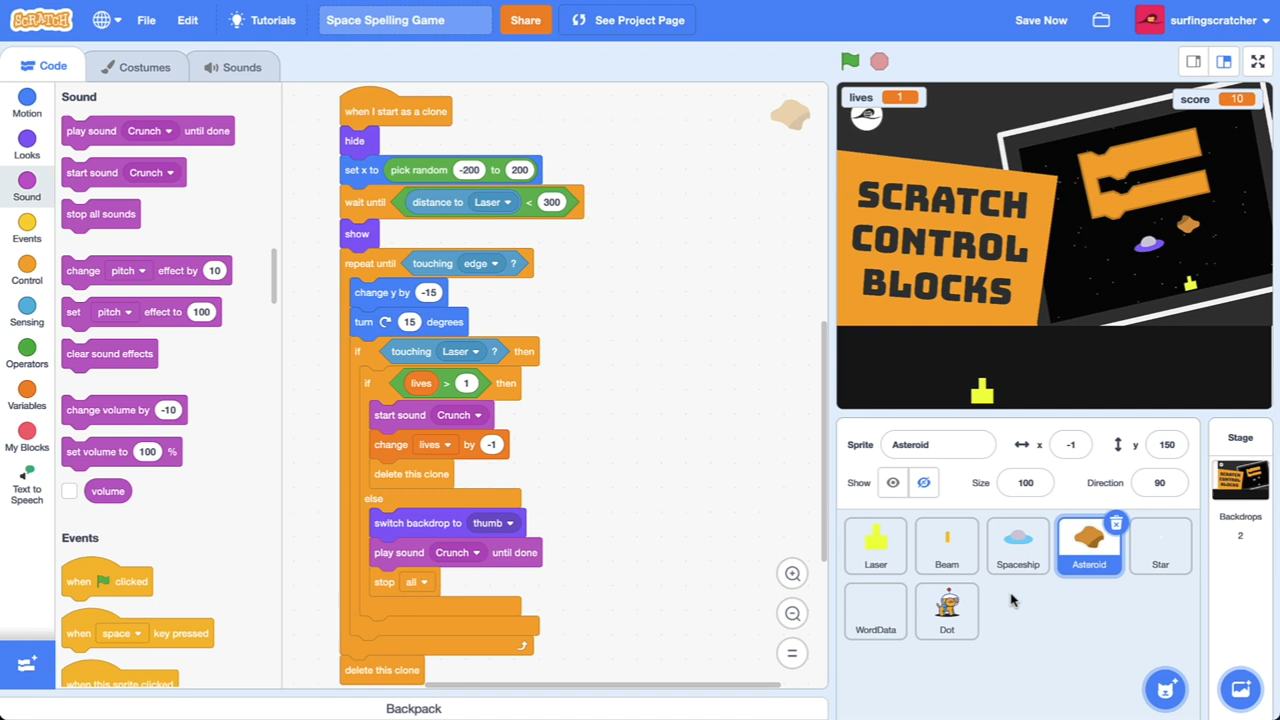 SCRATCH
File
Edit
Tutorials
Space Spelling Game
Share
See Project Page
Save Now
surfingscratcher
Code
Costumes
Sounds
Motion
Looks
Sound
Events
Control
Sensing
Operators
Variables
My Blocks
Text to
Speech
Sound
play sound Crunch until done
start sound Crunch
stop all sounds
change pitch effect by 10
set pitch effect to 100
clear sound effects
change volume by -10
set volume to 100 %
volume
Events
when clicked
when space key pressed
when this sprite clicked
when I start as a clone
hide
set x to pick random -200 to 200
wait until distance to Laser < 300
show
repeat until touching edge ?
change y by -15
turn 15 degrees
if touching Laser ? then
if lives > 1 then
start sound Crunch
change lives by -1
delete this clone
else
switch backdrop to thumb
play sound Crunch until done
stop all
delete this clone
Backpack
lives 1
score 10
SCRATCH
CONTROL
BLOCKS
Sprite Asteroid x -1 y 150
Show Size 100 Direction 90
Laser
Beam
Spaceship
Asteroid
Star
WordData
Dot
Stage
Backdrops
2